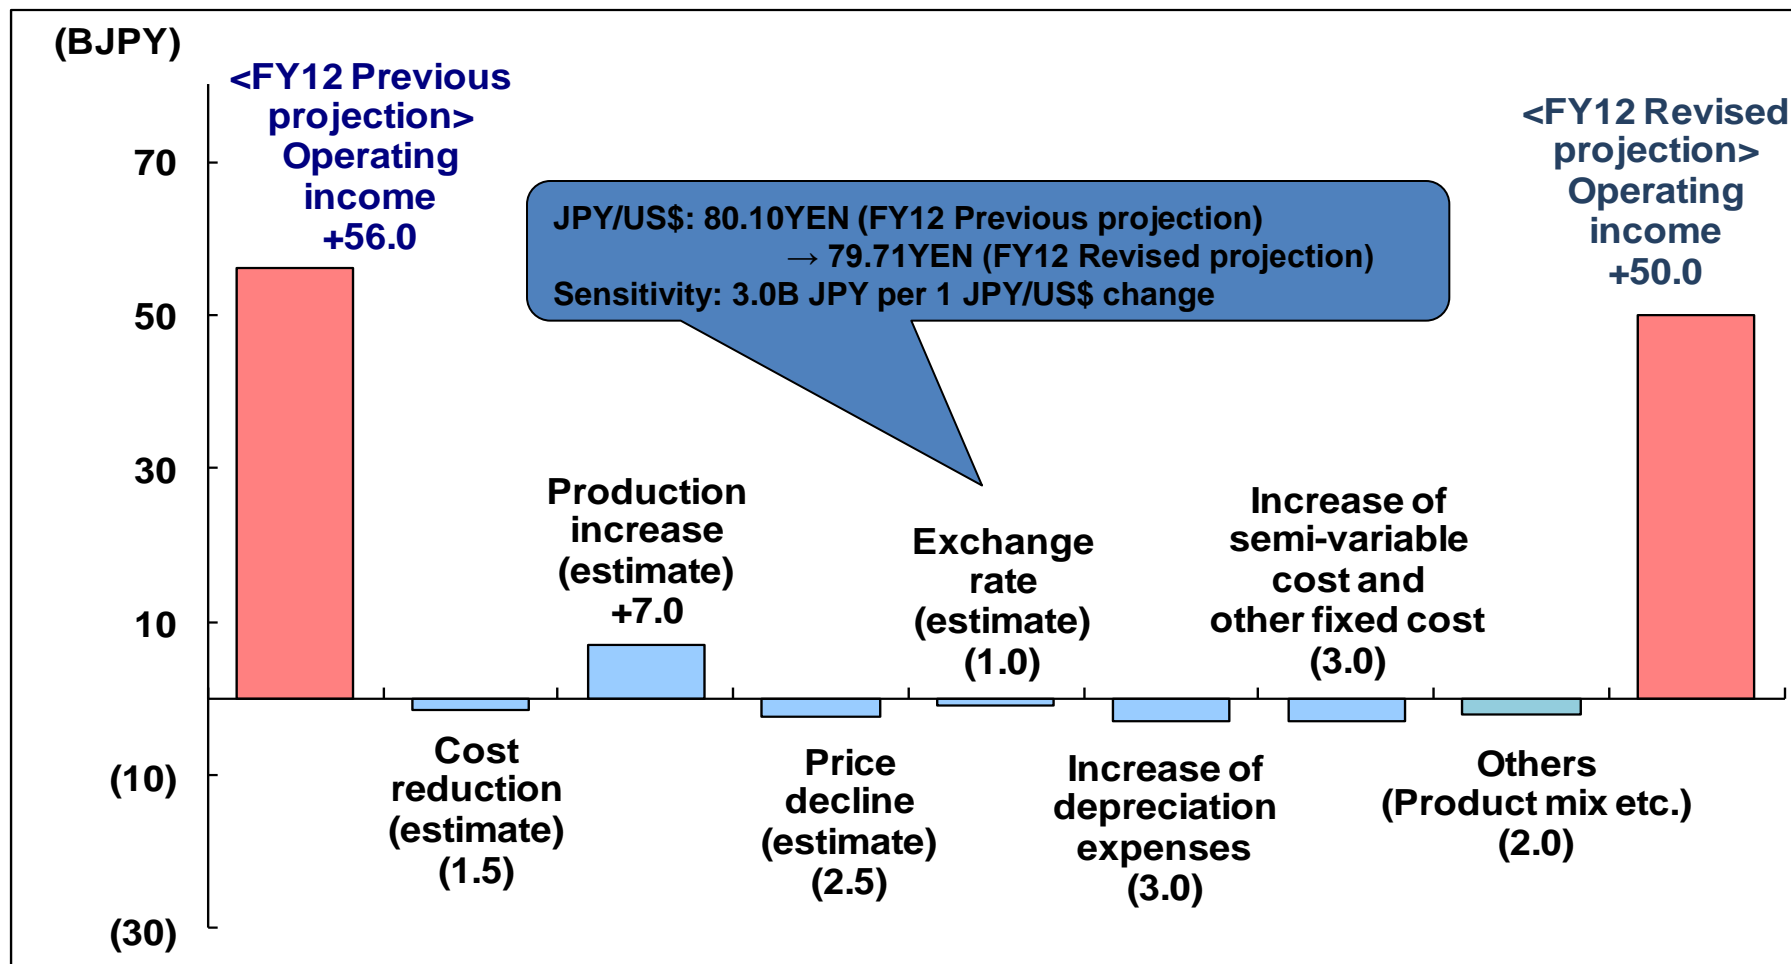 (BJPY)
<FY12 Previous
projection>
Operating
income
+56.0
<FY12 Revised
projection>
Operating
income
+50.0
JPY/US$: 80.10YEN (FY12 Previous projection)
→ 79.71YEN (FY12 Revised projection)
Sensitivity: 3.0B JPY per 1 JPY/US$ change
70
50
30
10
(10)
(30)
Cost
reduction
(estimate)
(1.5)
Production
increase
(estimate)
+7.0
Price
decline
(estimate)
(2.5)
Exchange
rate
(estimate)
(1.0)
Increase of
depreciation
expenses
(3.0)
Increase of
semi-variable
cost and
other fixed cost
(3.0)
Others
(Product mix etc.)
(2.0)